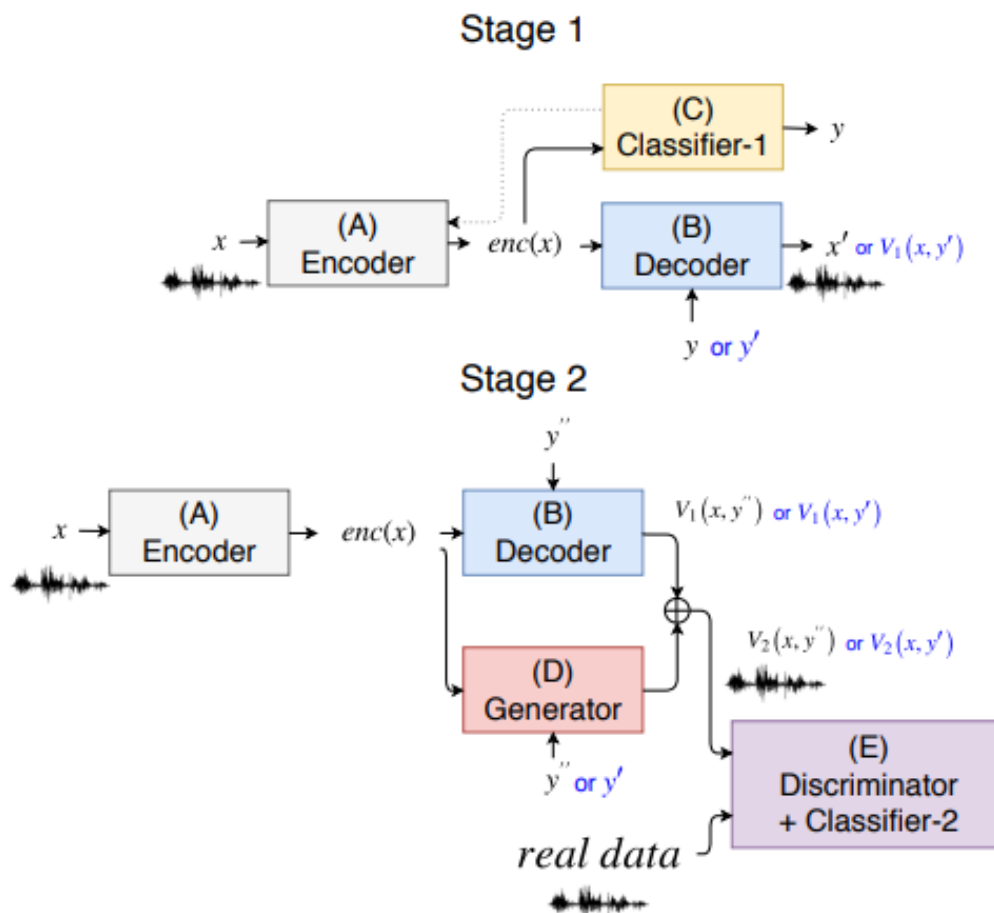 Stage 1
(C)
Classifier-1
y
x
(A)
Encoder
enc(x)
(B)
Decoder
x′ or V₁(x, y′)
y or y′
Stage 2
y′′
x
(A)
Encoder
enc(x)
(B)
Decoder
V₁(x, y′′) or V₁(x, y′)
V₂(x, y′′) or V₂(x, y′)
(D)
Generator
y′′ or y′
(E)
Discriminator
+ Classifier-2
real data